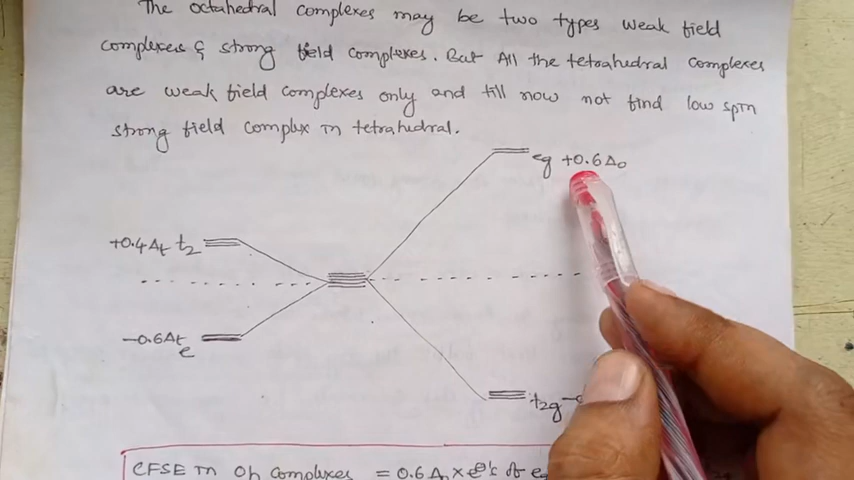 The octahedral complexes may be two types weak field
complexes & strong field complexes. But All the tetrahedral complexes
are weak field complexes only and till now not find low spin
strong field complex in tetrahedral.
eg +0.6Δo
+0.4Δt t2
-0.6Δt
e
t2g -0
CFSE in Oh complexes = 0.6Δo × e⊖'s of eg